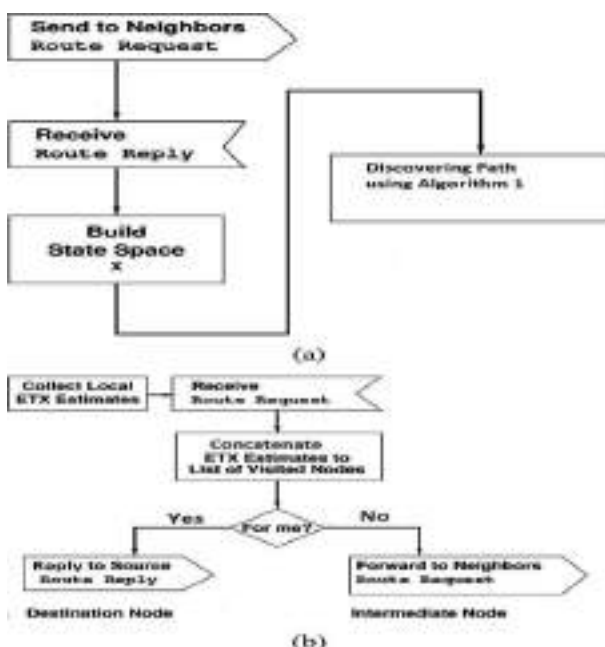 Send to Neighbors
Route Request
Receive
Route Reply
Build
State Space
X
Discovering Path
using Algorithm 1
(a)
Collect Local
ETX Estimates
Receive
Route Request
Concatenate
ETX Estimates to
List of Visited Nodes
For me?
Yes
No
Reply to Source
Route Reply
Forward to Neighbors
Route Request
Destination Node
Intermediate Node
(b)